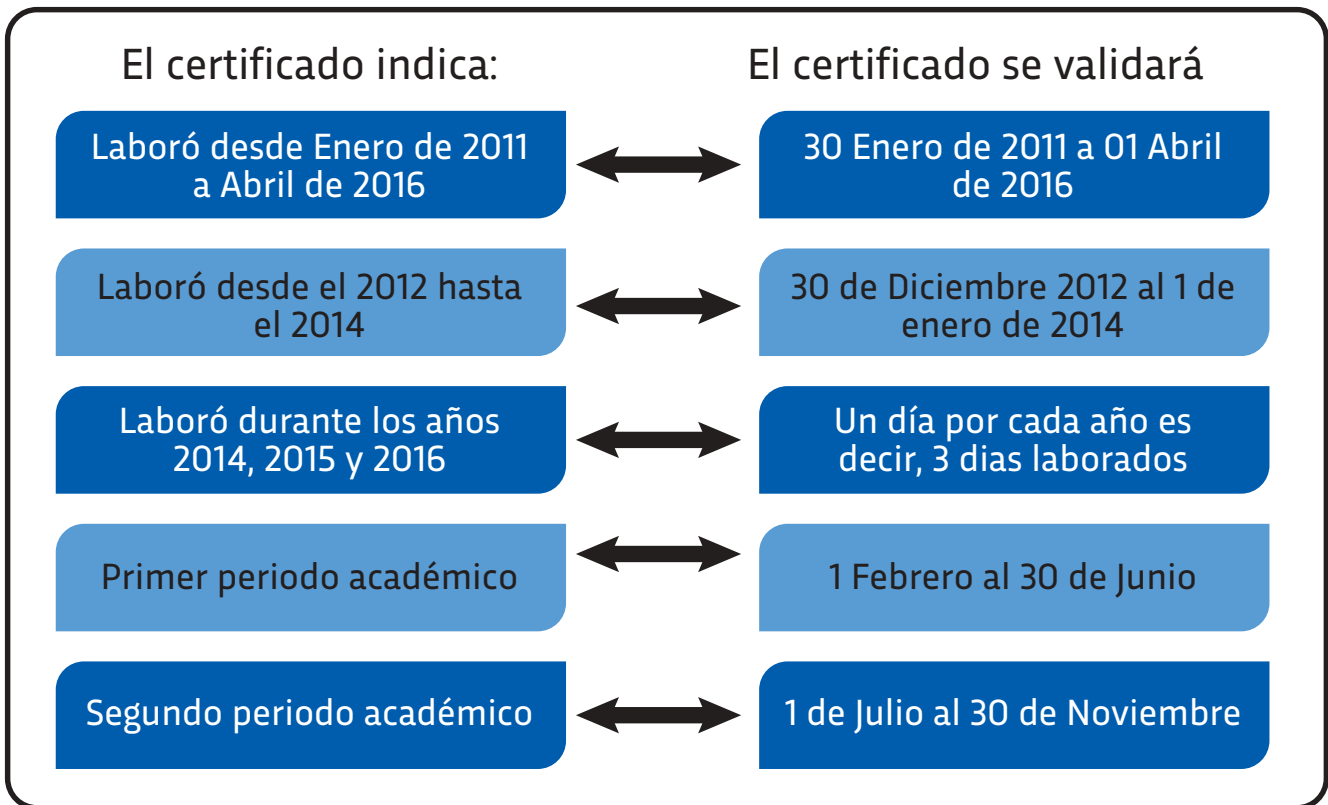 El certificado indica:
El certificado se validará
Laboró desde Enero de 2011
a Abril de 2016
30 Enero de 2011 a 01 Abril
de 2016
Laboró desde el 2012 hasta
el 2014
30 de Diciembre 2012 al 1 de
enero de 2014
Laboró durante los años
2014, 2015 y 2016
Un día por cada año es
decir, 3 dias laborados
Primer periodo académico
1 Febrero al 30 de Junio
Segundo periodo académico
1 de Julio al 30 de Noviembre